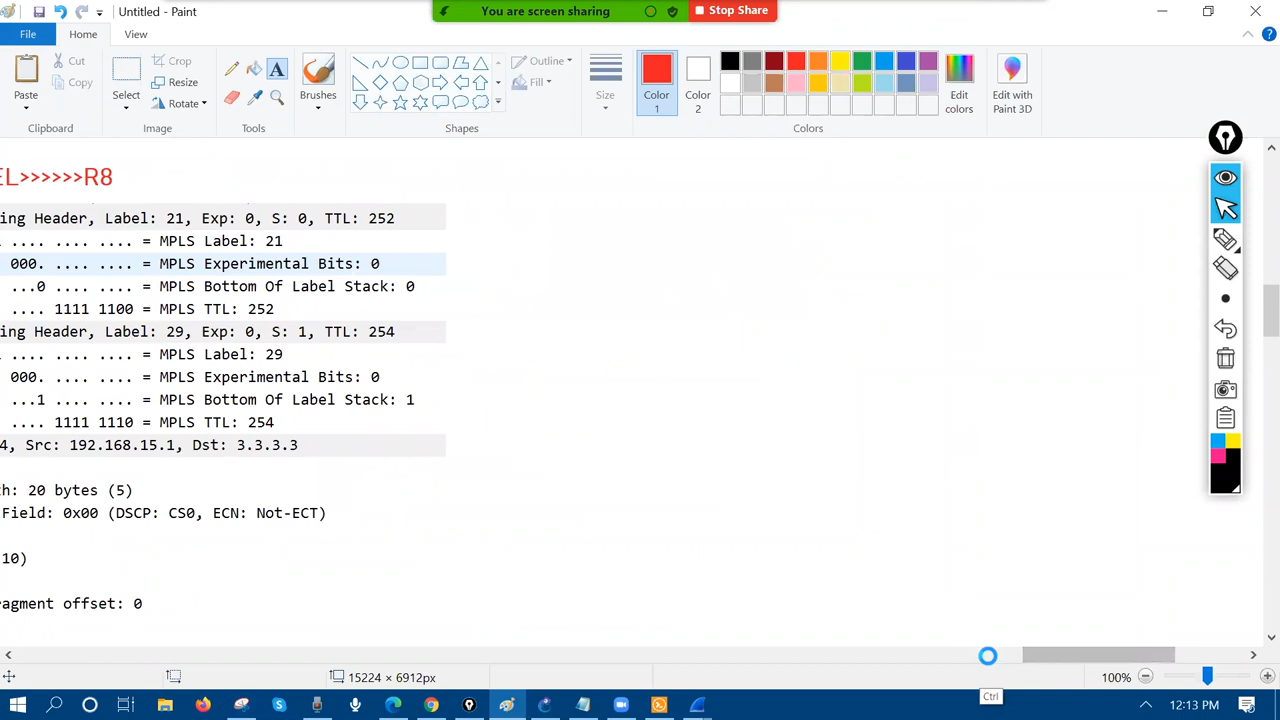 You are screen sharing
Stop Share
Untitled - Paint
File
Home
View
Paste
Cut
Copy
Clipboard
Select
Crop
Resize
Rotate
Image
A
Tools
Brushes
Outline
Fill
Shapes
Size
Color 1
Color 2
Edit colors
Edit with Paint 3D
Colors
EL>>>>>>R8
ing Header, Label: 21, Exp: 0, S: 0, TTL: 252
. .... .... .... = MPLS Label: 21
000. .... .... = MPLS Experimental Bits: 0
...0 .... .... = MPLS Bottom Of Label Stack: 0
.... 1111 1100 = MPLS TTL: 252
ing Header, Label: 29, Exp: 0, S: 1, TTL: 254
. .... .... .... = MPLS Label: 29
000. .... .... = MPLS Experimental Bits: 0
...1 .... .... = MPLS Bottom Of Label Stack: 1
.... 1111 1110 = MPLS TTL: 254
4, Src: 192.168.15.1, Dst: 3.3.3.3
th: 20 bytes (5)
Field: 0x00 (DSCP: CS0, ECN: Not-ECT)
10)
ragment offset: 0
15224 × 6912px
Ctrl
100%
12:13 PM